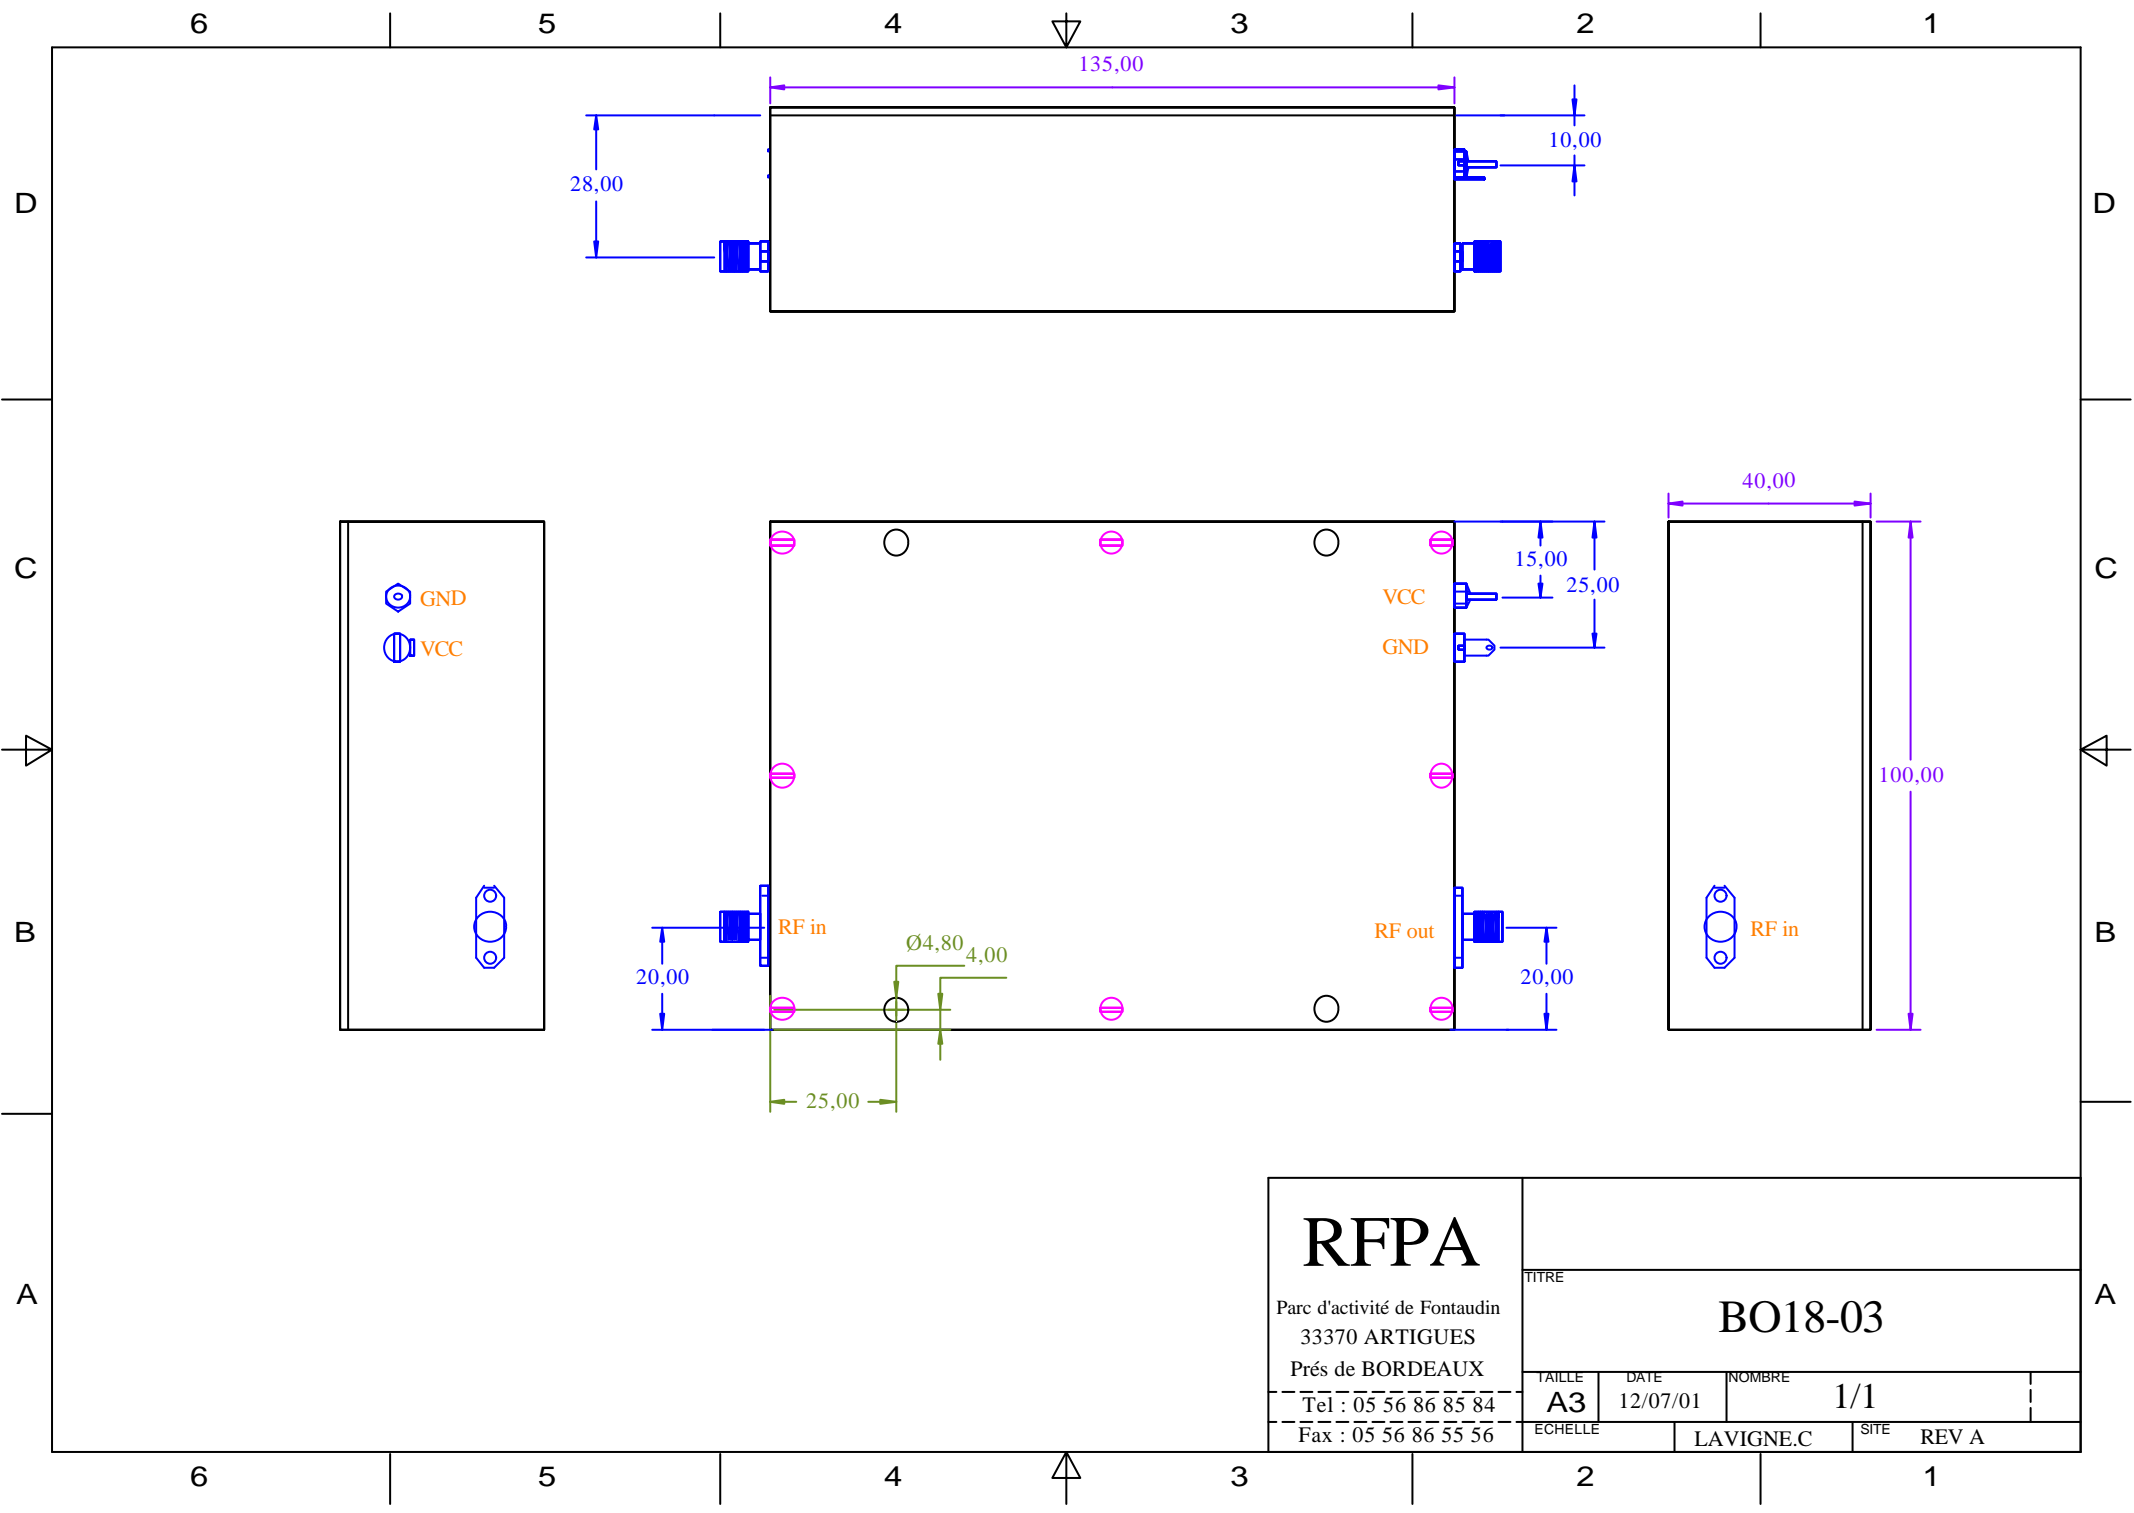 6 5 4 3 2 1
135,00
10,00
28,00
D D
40,00
15,00
25,00
C C
GND
VCC
VCC
GND
100,00
RF in
RF out
RF in
B B
Ø4,80
4,00
20,00
20,00
25,00
RFPA
Parc d'activité de Fontaudin
33370 ARTIGUES
Prés de BORDEAUX
Tel : 05 56 86 85 84
Fax : 05 56 86 55 56
TITRE
BO18-03
TAILLE
A3
DATE
12/07/01
NOMBRE
1/1
ECHELLE
LAVIGNE.C
SITE
REV A
A A
6 5 4 3 2 1